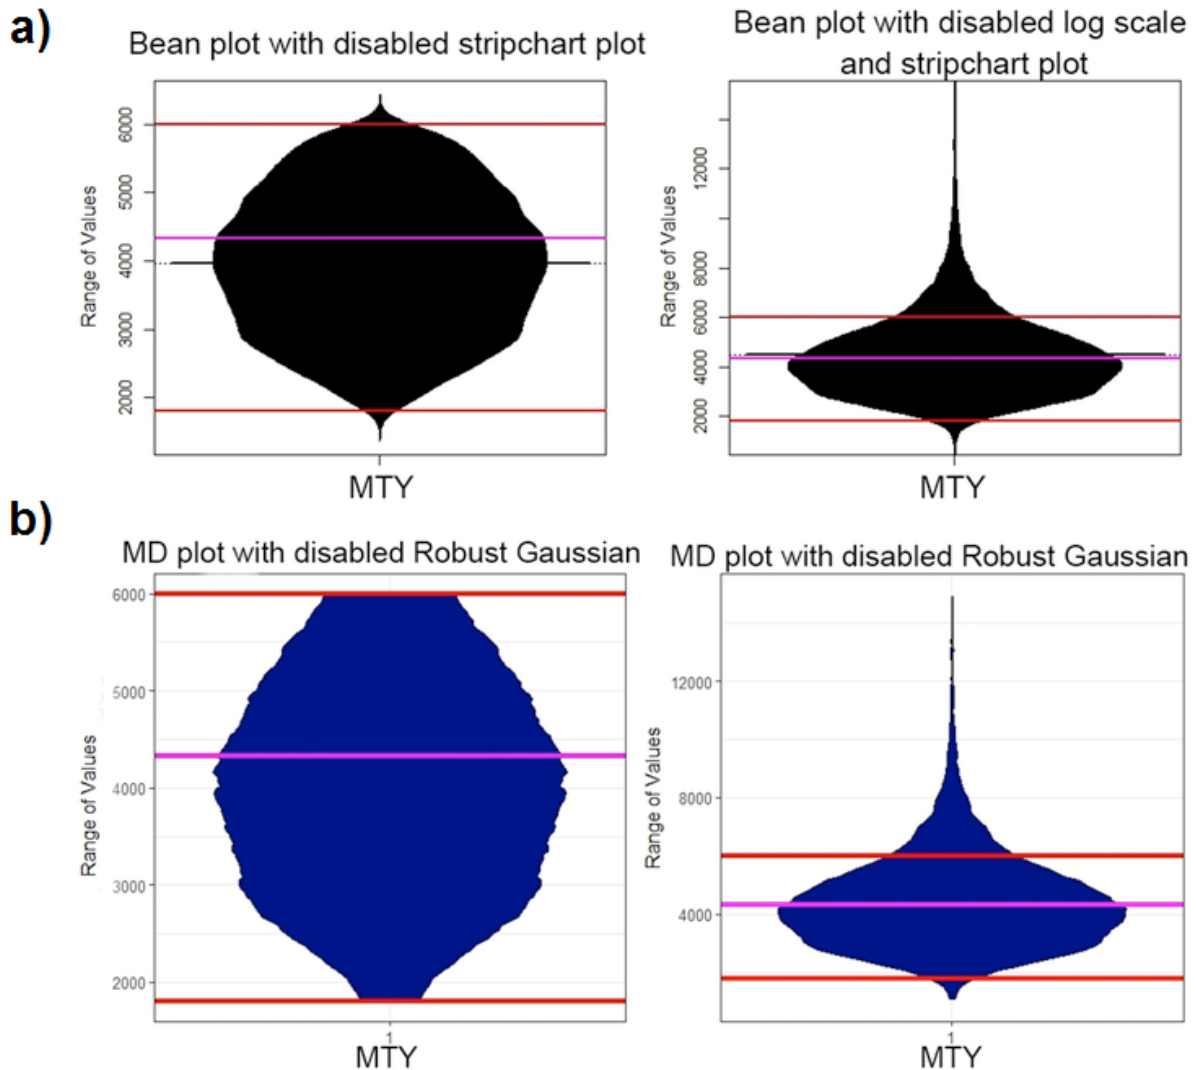 a)
Bean plot with disabled stripchart plot
Bean plot with disabled log scale
and stripchart plot
Range of Values
6000
5000
4000
3000
2000
MTY
Range of Values
12000
8000
6000
4000
2000
MTY
b)
MD plot with disabled Robust Gaussian
MD plot with disabled Robust Gaussian
Range of Values
6000
5000
4000
3000
2000
1
MTY
Range of Values
12000
8000
4000
1
MTY